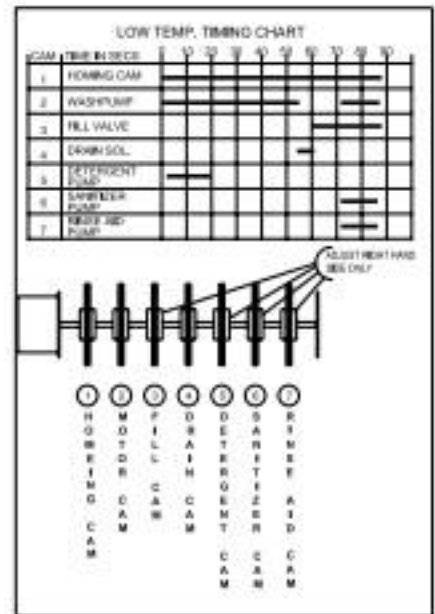 LOW TEMP. TIMING CHART
CAM TIME IN SECS 0 10 20 30 40 50 60 70 80 90
1 HOMING CAM
2 WASHPUMP
3 FILL VALVE
4 DRAIN SOL.
5 DETERGENT PUMP
6 SANITIZER PUMP
7 RINSE AID PUMP
ADJUST RIGHT HAND
SIDE ONLY
1 2 3 4 5 6 7
HOMEING CAM
MOTOR CAM
FILL CAM
DRAIN CAM
DETERGENT CAM
SANITIZER CAM
RINSE AID CAM